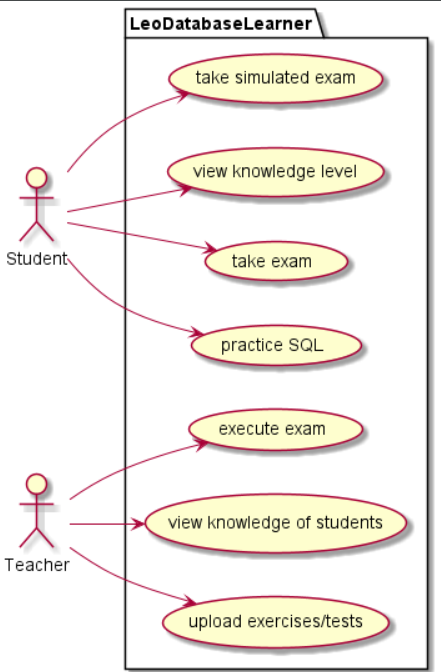 LeoDatabaseLearner
take simulated exam
view knowledge level
Student
take exam
practice SQL
execute exam
view knowledge of students
Teacher
upload exercises/tests